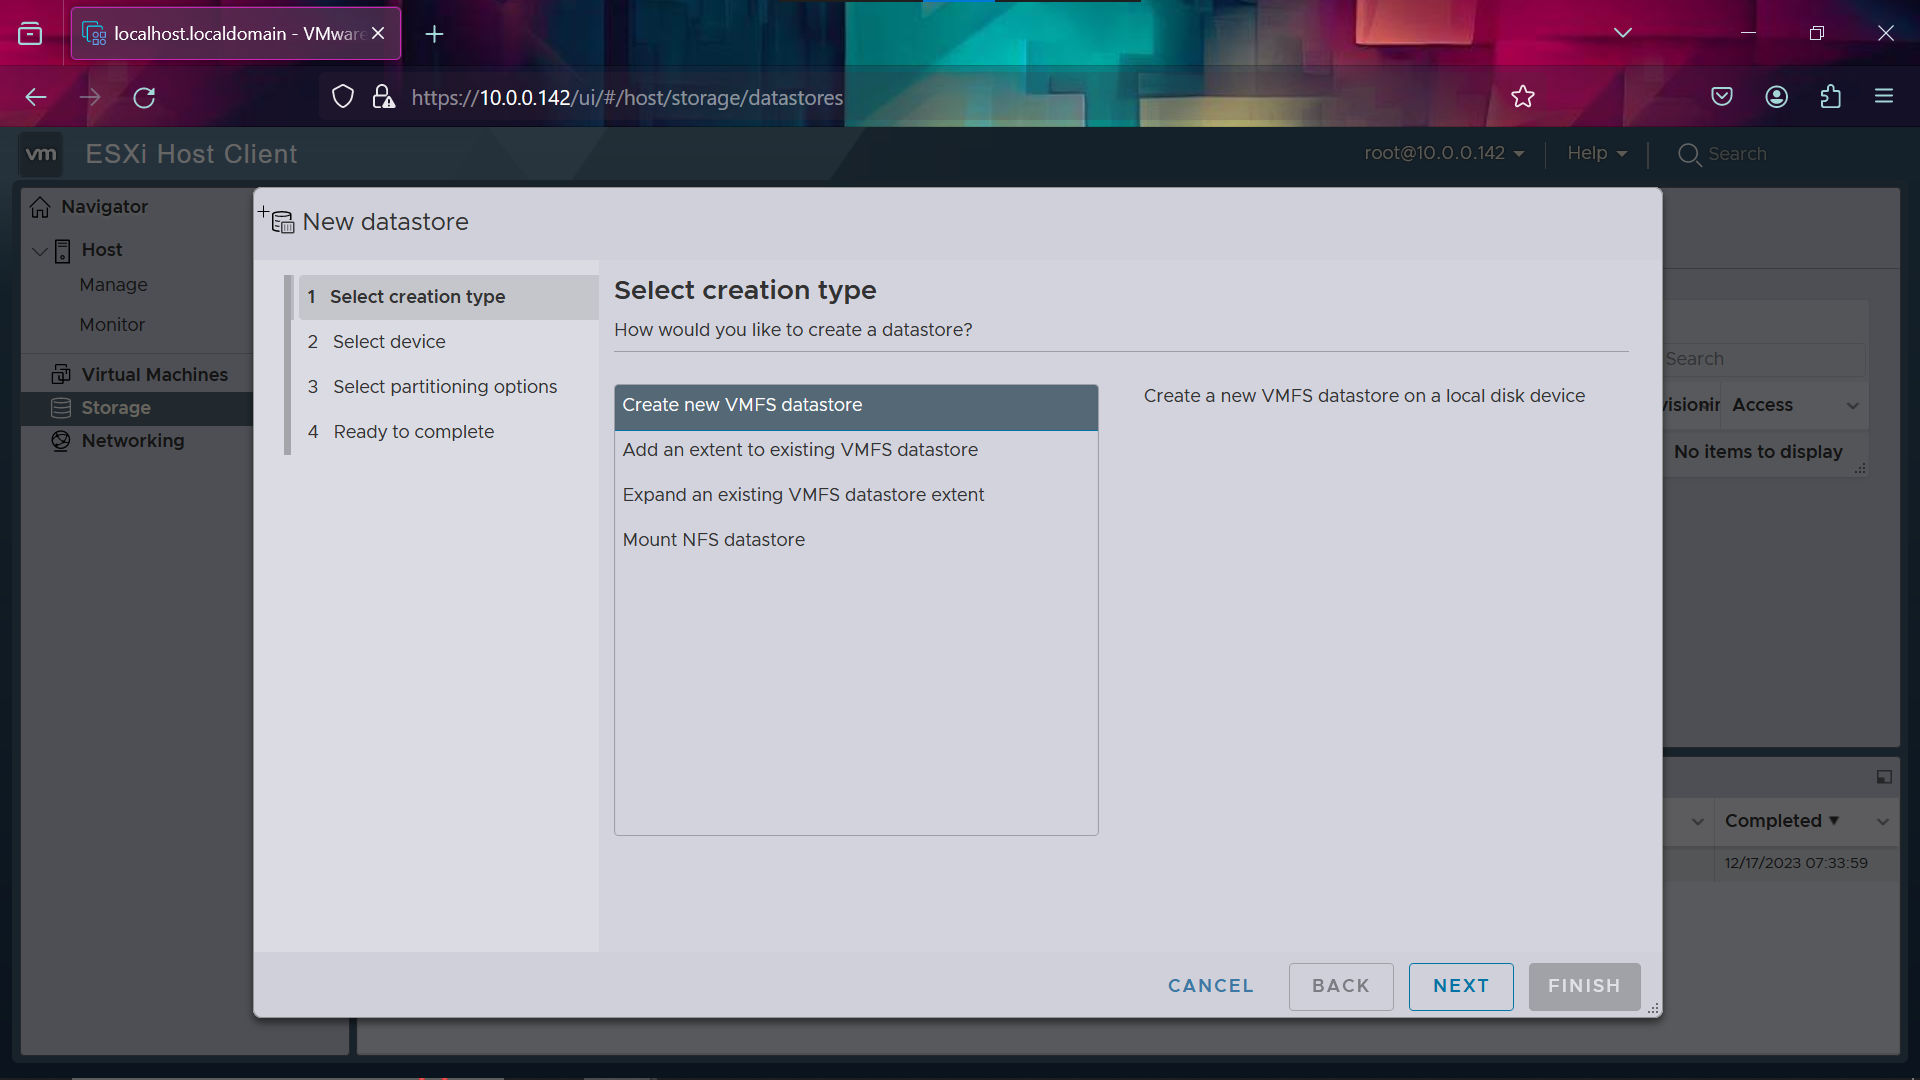 localhost.localdomain - VMware
https://10.0.0.142/ui/#/host/storage/datastores
vm ESXi Host Client
root@10.0.0.142
Help
Search
Navigator
Host
Manage
Monitor
Virtual Machines
Storage
Networking
New datastore
1 Select creation type
2 Select device
3 Select partitioning options
4 Ready to complete
Select creation type
How would you like to create a datastore?
Create new VMFS datastore
Add an extent to existing VMFS datastore
Expand an existing VMFS datastore extent
Mount NFS datastore
Create a new VMFS datastore on a local disk device
CANCEL
BACK
NEXT
FINISH
Search
Access
No items to display
Completed
12/17/2023 07:33:59